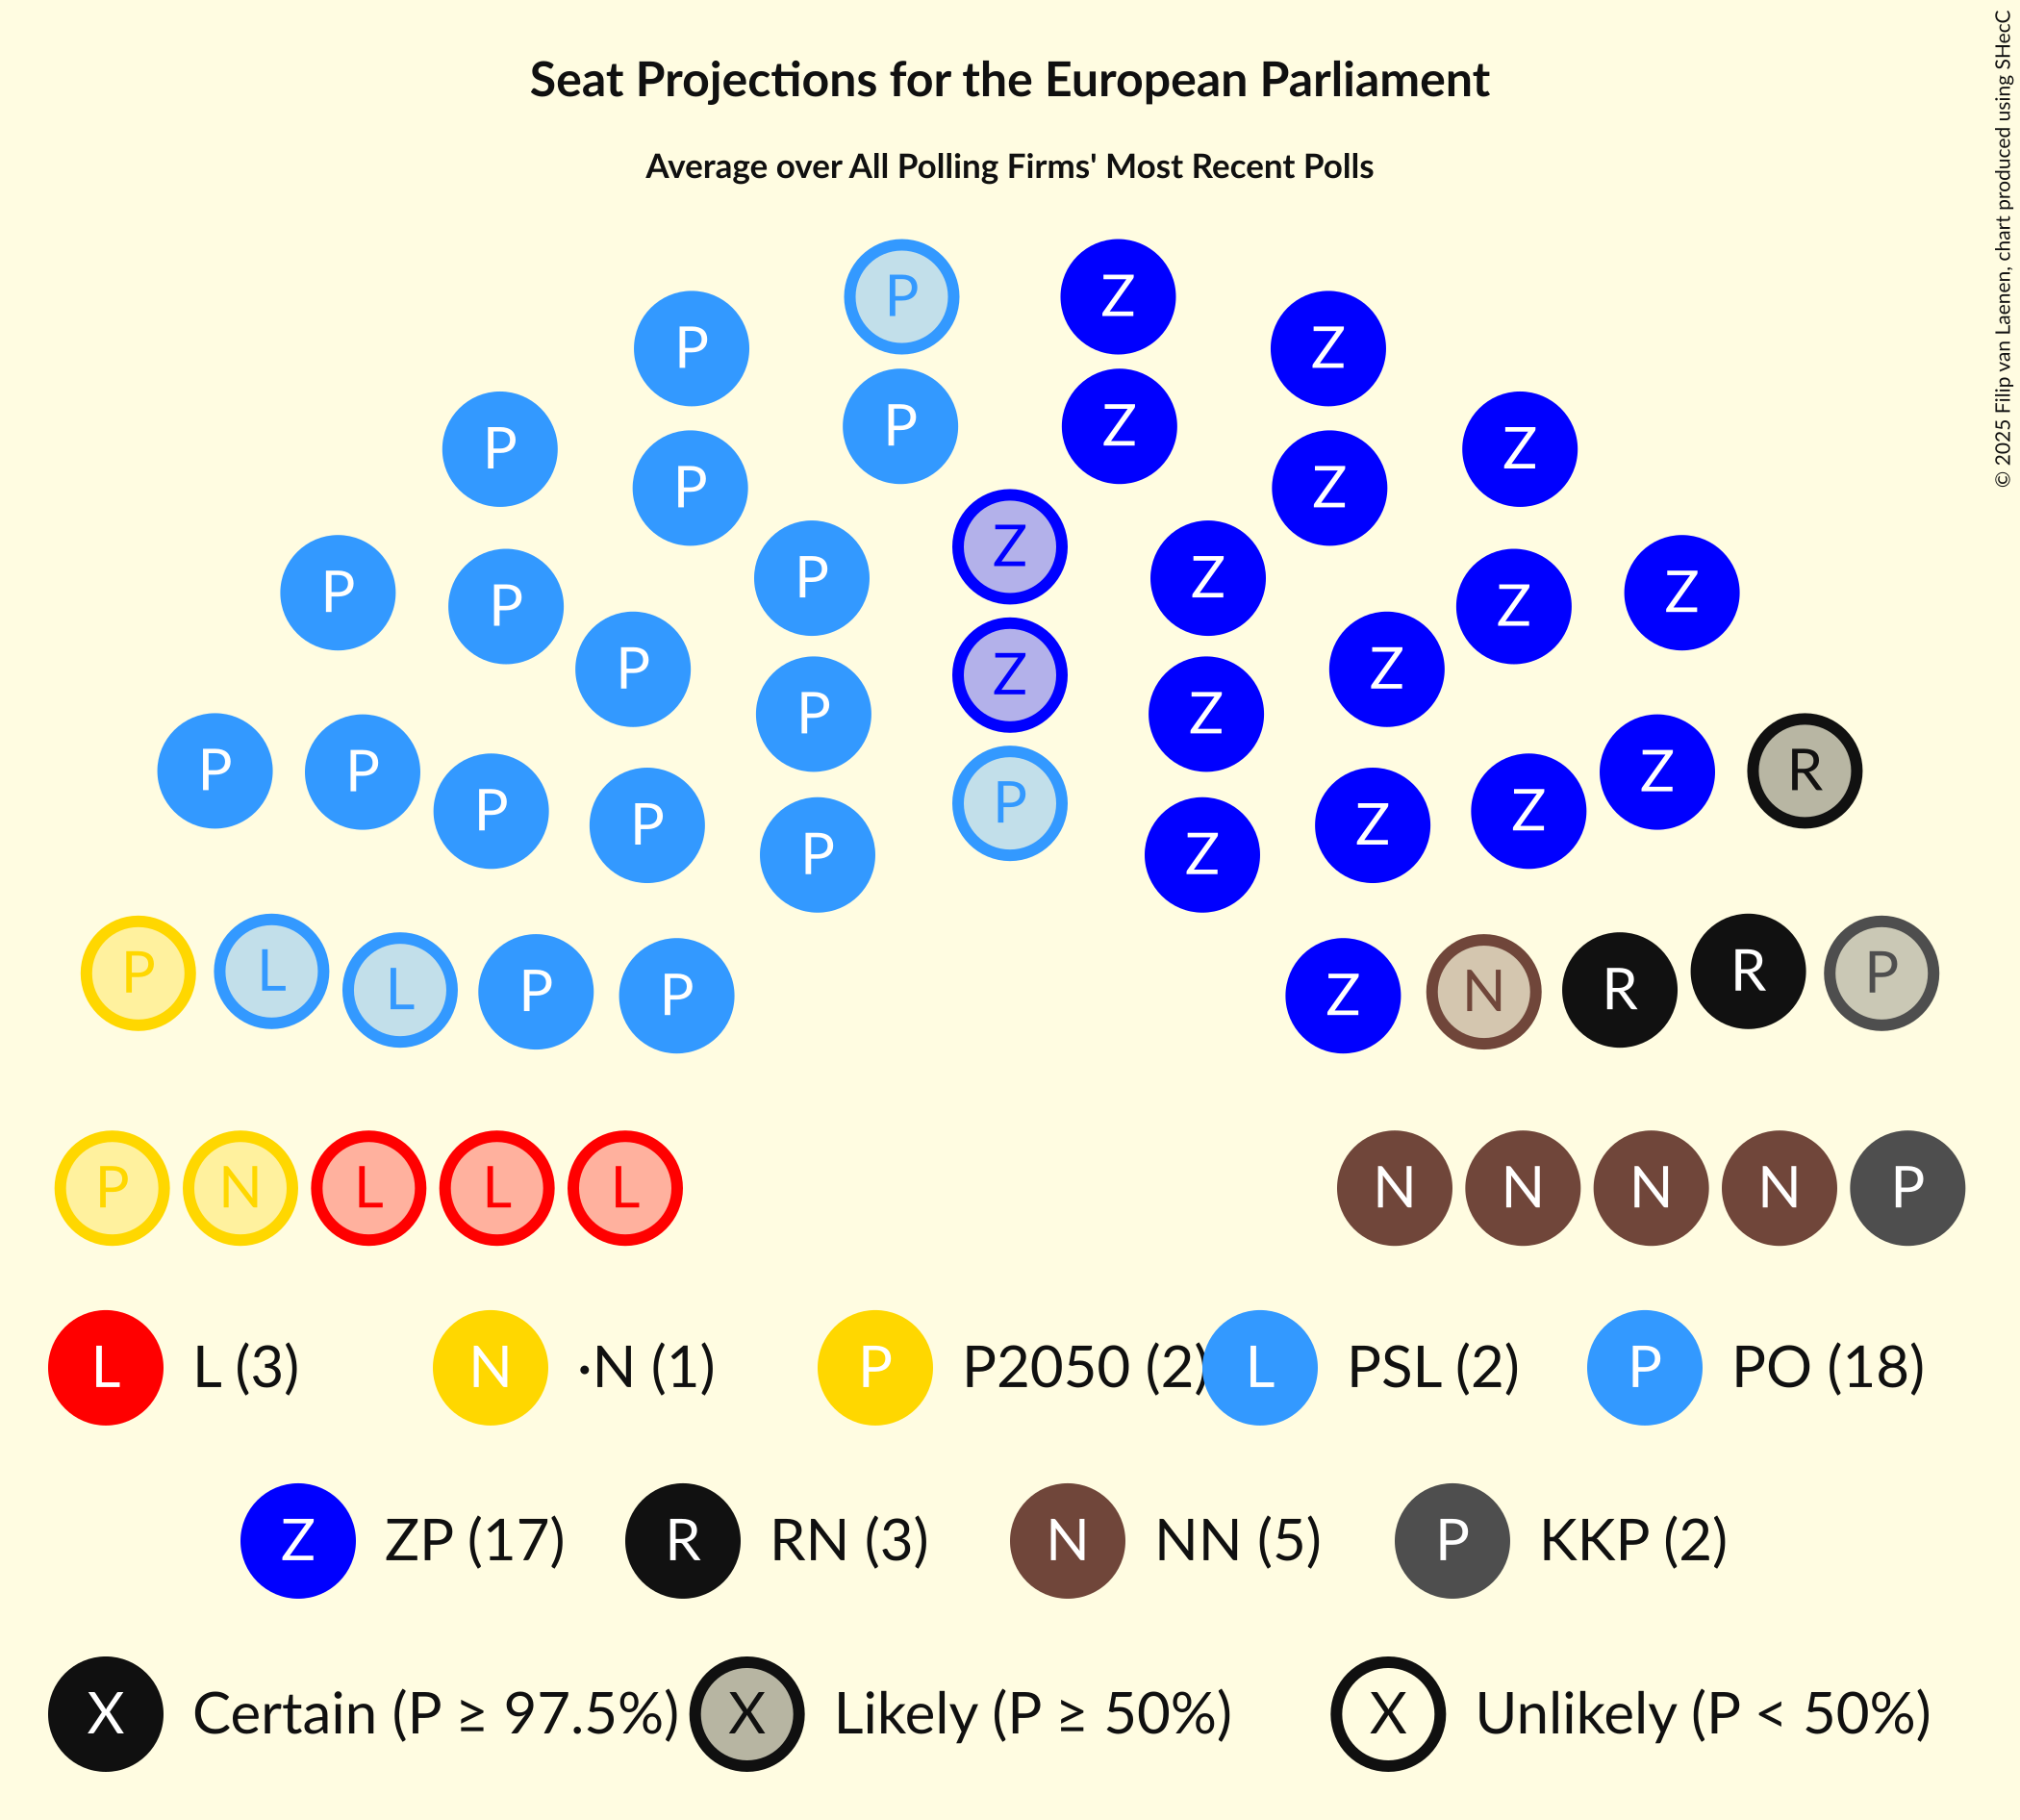 Seat Projections for the European Parliament
Average over All Polling Firms' Most Recent Polls
© 2025 Filip van Laenen, chart produced using SHecC
P Z
P Z
P P Z Z
P P Z Z
Z
P P Z Z
P P Z Z
Z
P Z
P P Z Z
P P Z R
P
P P Z Z
P Z
P L L P P Z N R R P
P N L L L N N N N P
L L (3) N ·N (1) P P2050 (2) L PSL (2) P PO (18)
Z ZP (17) R RN (3) N NN (5) P KKP (2)
X Certain (P ≥ 97.5%) X Likely (P ≥ 50%) X Unlikely (P < 50%)